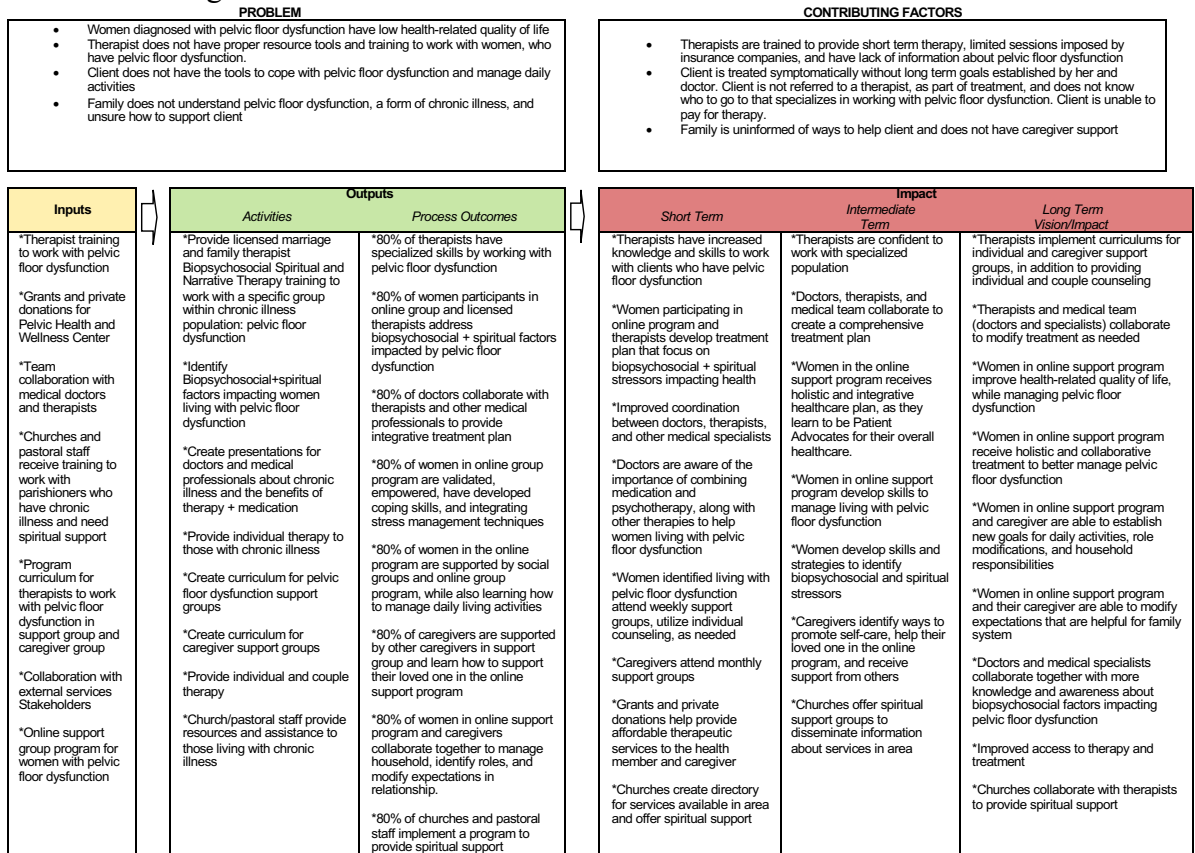 PROBLEM
• Women diagnosed with pelvic floor dysfunction have low health-related quality of life
• Therapist does not have proper resource tools and training to work with women, who
have pelvic floor dysfunction.
• Client does not have the tools to cope with pelvic floor dysfunction and manage daily
activities
• Family does not understand pelvic floor dysfunction, a form of chronic illness, and
unsure how to support client
CONTRIBUTING FACTORS
• Therapists are trained to provide short term therapy, limited sessions imposed by
insurance companies, and have lack of information about pelvic floor dysfunction
• Client is treated symptomatically without long term goals established by her and
doctor. Client is not referred to a therapist, as part of treatment, and does not know
who to go to that specializes in working with pelvic floor dysfunction. Client is unable to
pay for therapy.
• Family is uninformed of ways to help client and does not have caregiver support
Inputs
*Therapist training
to work with pelvic
floor dysfunction
*Grants and private
donations for
Pelvic Health and
Wellness Center
*Team
collaboration with
medical doctors
and therapists
*Churches and
pastoral staff
receive training to
work with
parishioners who
have chronic
illness and need
spiritual support
*Program
curriculum for
therapists to work
with pelvic floor
dysfunction in
support group and
caregiver group
*Collaboration with
external services
Stakeholders
*Online support
group program for
women with pelvic
floor dysfunction
Outputs
Activities
*Provide licensed marriage
and family therapist
Biopsychosocial Spiritual and
Narrative Therapy training to
work with a specific group
within chronic illness
population: pelvic floor
dysfunction
*Identify
Biopsychosocial+spiritual
factors impacting women
living with pelvic floor
dysfunction
*Create presentations for
doctors and medical
professionals about chronic
illness and the benefits of
therapy + medication
*Provide individual therapy to
those with chronic illness
*Create curriculum for pelvic
floor dysfunction support
groups
*Create curriculum for
caregiver support groups
*Provide individual and couple
therapy
*Church/pastoral staff provide
resources and assistance to
those living with chronic
illness
Process Outcomes
*80% of therapists have
specialized skills by working with
pelvic floor dysfunction
*80% of women participants in
online group and licensed
therapists address
biopsychosocial + spiritual factors
impacted by pelvic floor
dysfunction
*80% of doctors collaborate with
therapists and other medical
professionals to provide
integrative treatment plan
*80% of women in online group
program are validated,
empowered, have developed
coping skills, and integrating
stress management techniques
*80% of women in the online
program are supported by social
groups and online group
program, while also learning how
to manage daily living activities
*80% of caregivers are supported
by other caregivers in support
group and learn how to support
their loved one in the online
support program
*80% of women in online support
program and caregivers
collaborate together to manage
household, identify roles, and
modify expectations in
relationship.
*80% of churches and pastoral
staff implement a program to
provide spiritual support
Impact
Short Term
*Therapists have increased
knowledge and skills to work
with clients who have pelvic
floor dysfunction
*Women participating in
online program and
therapists develop treatment
plan that focus on
biopsychosocial + spiritual
stressors impacting health
*Improved coordination
between doctors, therapists,
and other medical specialists
*Doctors are aware of the
importance of combining
medication and
psychotherapy, along with
other therapies to help
women living with pelvic
floor dysfunction
*Women identified living with
pelvic floor dysfunction
attend weekly support
groups, utilize individual
counseling, as needed
*Caregivers attend monthly
support groups
*Grants and private
donations help provide
affordable therapeutic
services to the health
member and caregiver
*Churches create directory
for services available in area
and offer spiritual support
Intermediate
Term
*Therapists are confident to
work with specialized
population
*Doctors, therapists, and
medical team collaborate to
create a comprehensive
treatment plan
*Women in the online
support program receives
holistic and integrative
healthcare plan, as they
learn to be Patient
Advocates for their overall
healthcare.
*Women in online support
program develop skills to
manage living with pelvic
floor dysfunction
*Women develop skills and
strategies to identify
biopsychosocial and spiritual
stressors
*Caregivers identify ways to
promote self-care, help their
loved one in the online
program, and receive
support from others
*Churches offer spiritual
support groups to
disseminate information
about services in area
Long Term
Vision/Impact
*Therapists implement curriculums for
individual and caregiver support
groups, in addition to providing
individual and couple counseling
*Therapists and medical team
(doctors and specialists) collaborate
to modify treatment as needed
*Women in online support program
improve health-related quality of life,
while managing pelvic floor
dysfunction
*Women in online support program
receive holistic and collaborative
treatment to better manage pelvic
floor dysfunction
*Women in online support program
and caregiver are able to establish
new goals for daily activities, role
modifications, and household
responsibilities
*Women in online support program
and their caregiver are able to modify
expectations that are helpful for family
system
*Doctors and medical specialists
collaborate together with more
knowledge and awareness about
biopsychosocial factors impacting
pelvic floor dysfunction
*Improved access to therapy and
treatment
*Churches collaborate with therapists
to provide spiritual support